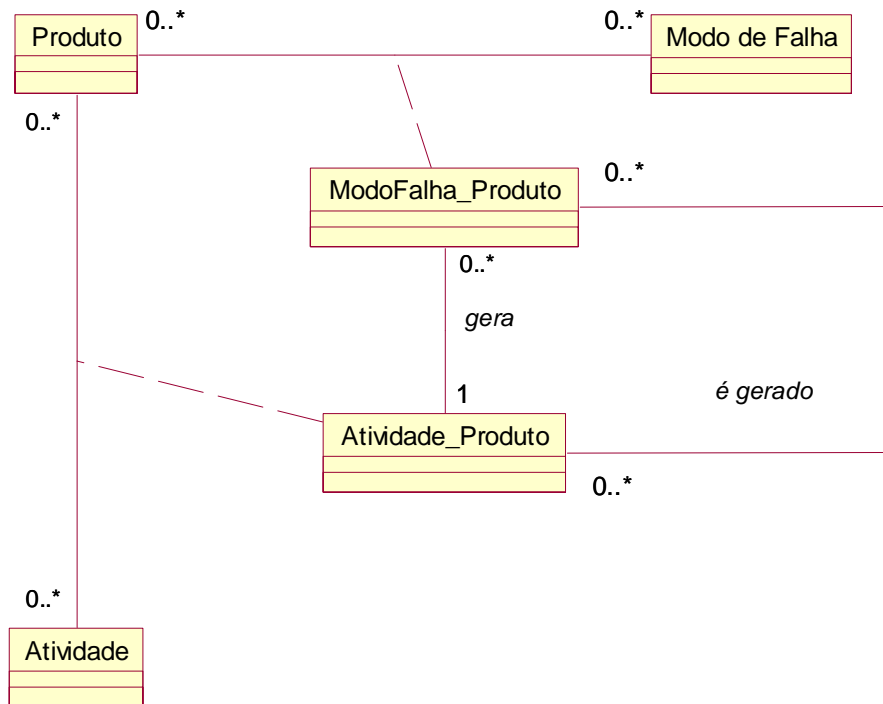 0..*
0..*
Produto
Modo de Falha
0..*
0..*
ModoFalha_Produto
0..*
gera
é gerado
1
Atividade_Produto
0..*
0..*
Atividade